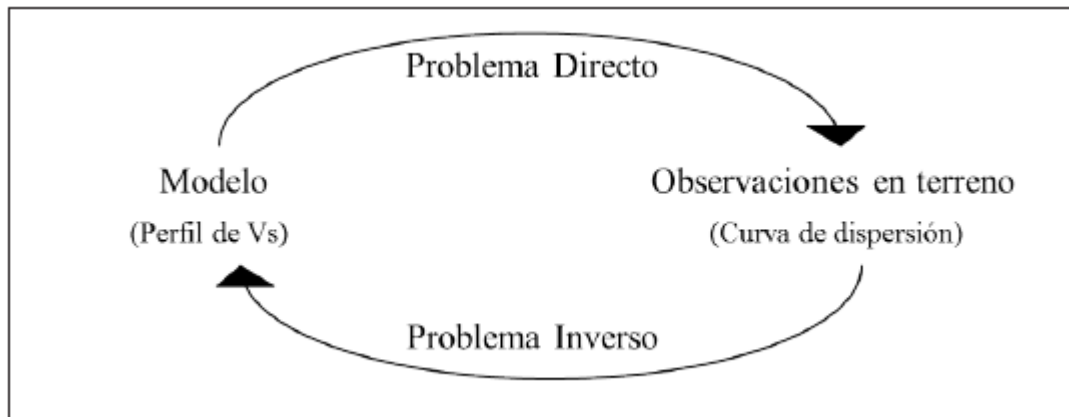 Problema Directo
Modelo
(Perfil de Vs)
Observaciones en terreno
(Curva de dispersión)
Problema Inverso